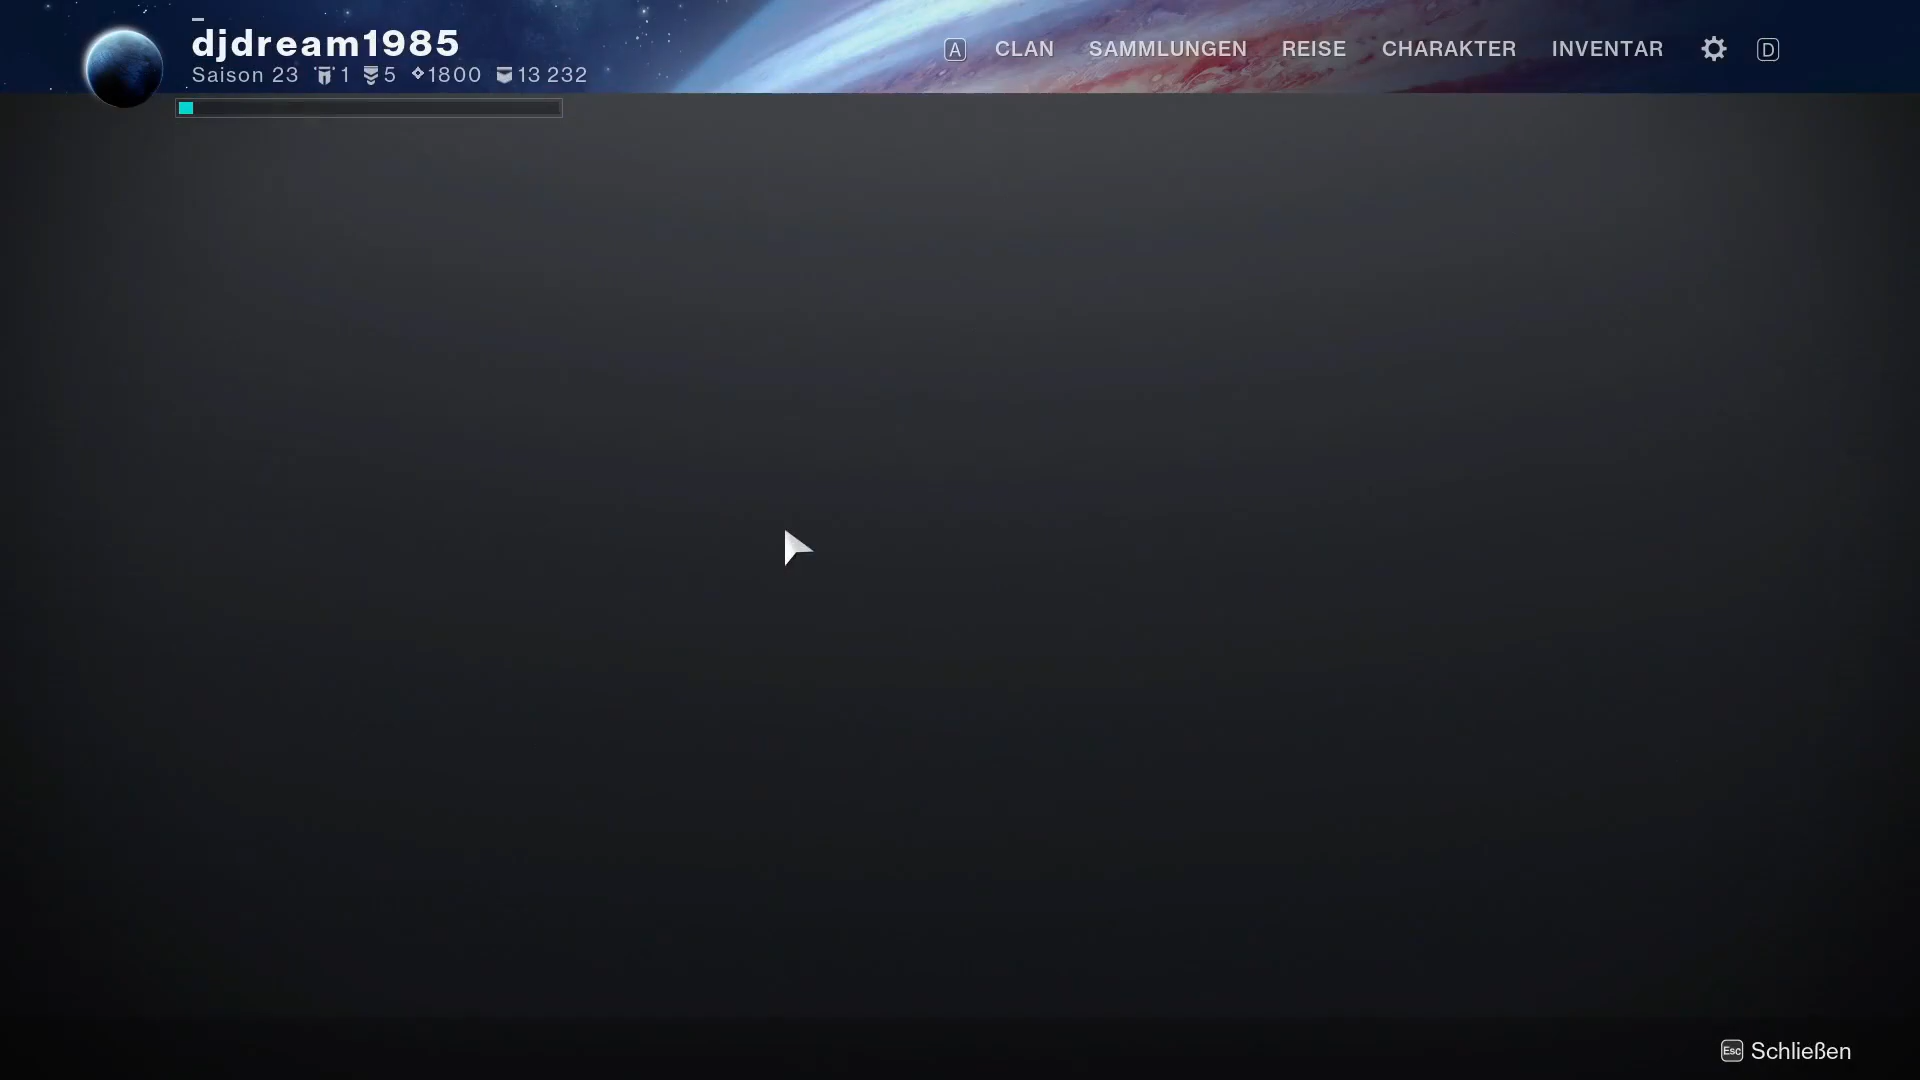 djdream1985
Saison 23 1 5 1800 13 232
A CLAN SAMMLUNGEN REISE CHARAKTER INVENTAR D
Esc Schließen